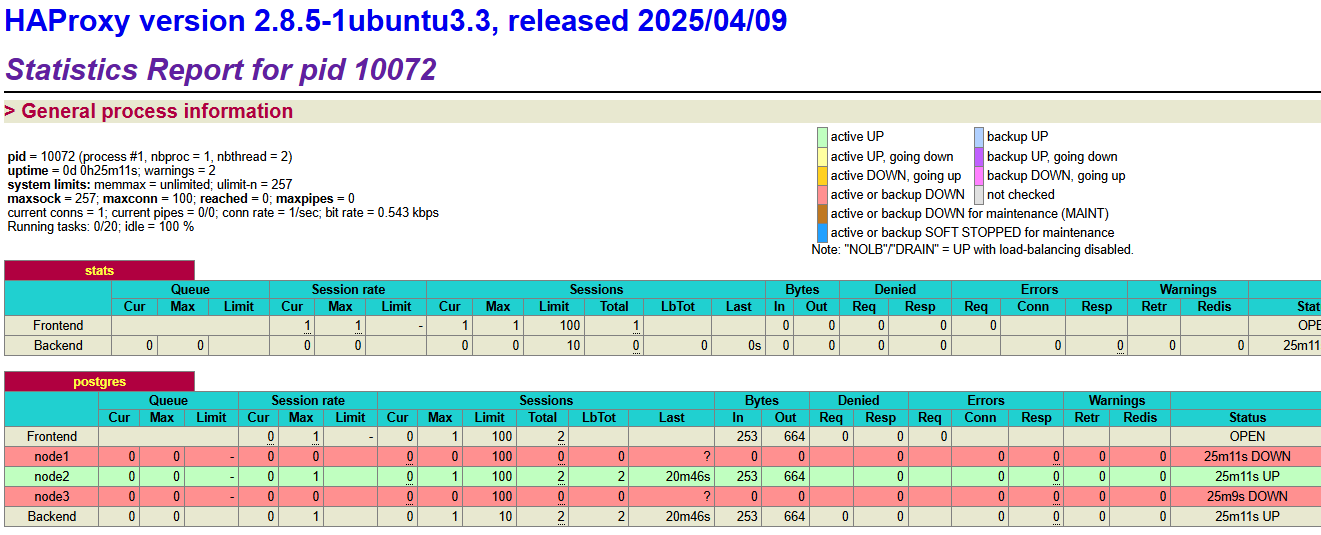 HAProxy version 2.8.5-1ubuntu3.3, released 2025/04/09
Statistics Report for pid 10072
> General process information
pid = 10072 (process #1, nbproc = 1, nbthread = 2)
uptime = 0d 0h25m11s; warnings = 2
system limits: memmax = unlimited; ulimit-n = 257
maxsock = 257; maxconn = 100; reached = 0; maxpipes = 0
current conns = 1; current pipes = 0/0; conn rate = 1/sec; bit rate = 0.543 kbps
Running tasks: 0/20; idle = 100 %
active UP backup UP
active UP, going down backup UP, going down
active DOWN, going up backup DOWN, going up
active or backup DOWN not checked
active or backup DOWN for maintenance (MAINT)
active or backup SOFT STOPPED for maintenance
Note: "NOLB"/"DRAIN" = UP with load-balancing disabled.
stats
Queue Session rate Sessions Bytes Denied Errors Warnings
Cur Max Limit Cur Max Limit Cur Max Limit Total LbTot Last In Out Req Resp Req Conn Resp Retr Redis Stat
Frontend 1 1 - 1 1 100 1 0 0 0 0 0 OPE
Backend 0 0 0 0 0 0 10 0 0 0s 0 0 0 0 0 0 0 0 25m11
postgres
Queue Session rate Sessions Bytes Denied Errors Warnings
Cur Max Limit Cur Max Limit Cur Max Limit Total LbTot Last In Out Req Resp Req Conn Resp Retr Redis Status
Frontend 0 1 - 0 1 100 2 253 664 0 0 0 OPEN
node1 0 0 - 0 0 0 0 100 0 0 ? 0 0 0 0 0 0 0 25m11s DOWN
node2 0 0 - 0 1 0 1 100 2 2 20m46s 253 664 0 0 0 0 0 25m11s UP
node3 0 0 - 0 0 0 0 100 0 0 ? 0 0 0 0 0 0 0 25m9s DOWN
Backend 0 0 0 1 0 1 10 2 2 20m46s 253 664 0 0 0 0 0 0 25m11s UP